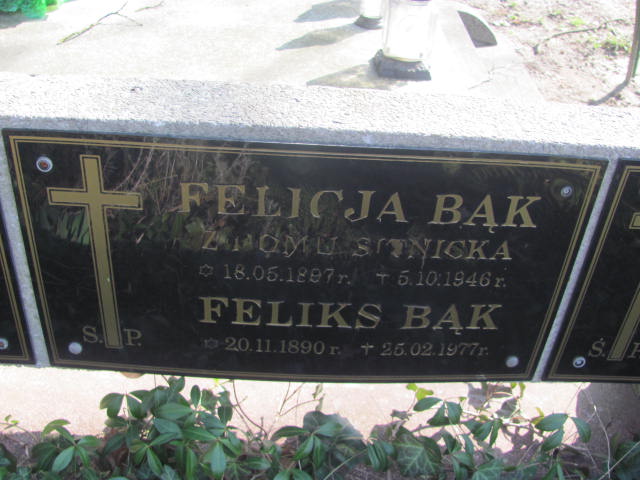 FELICJA BĄK
Z DOMU SITNICKA
✡ 18.05.1897 r. ✝ 5.10.1946 r.
FELIKS BĄK
✡ 20.11.1890 r. ✝ 25.02.1977 r.
Ś.P.
Ś.